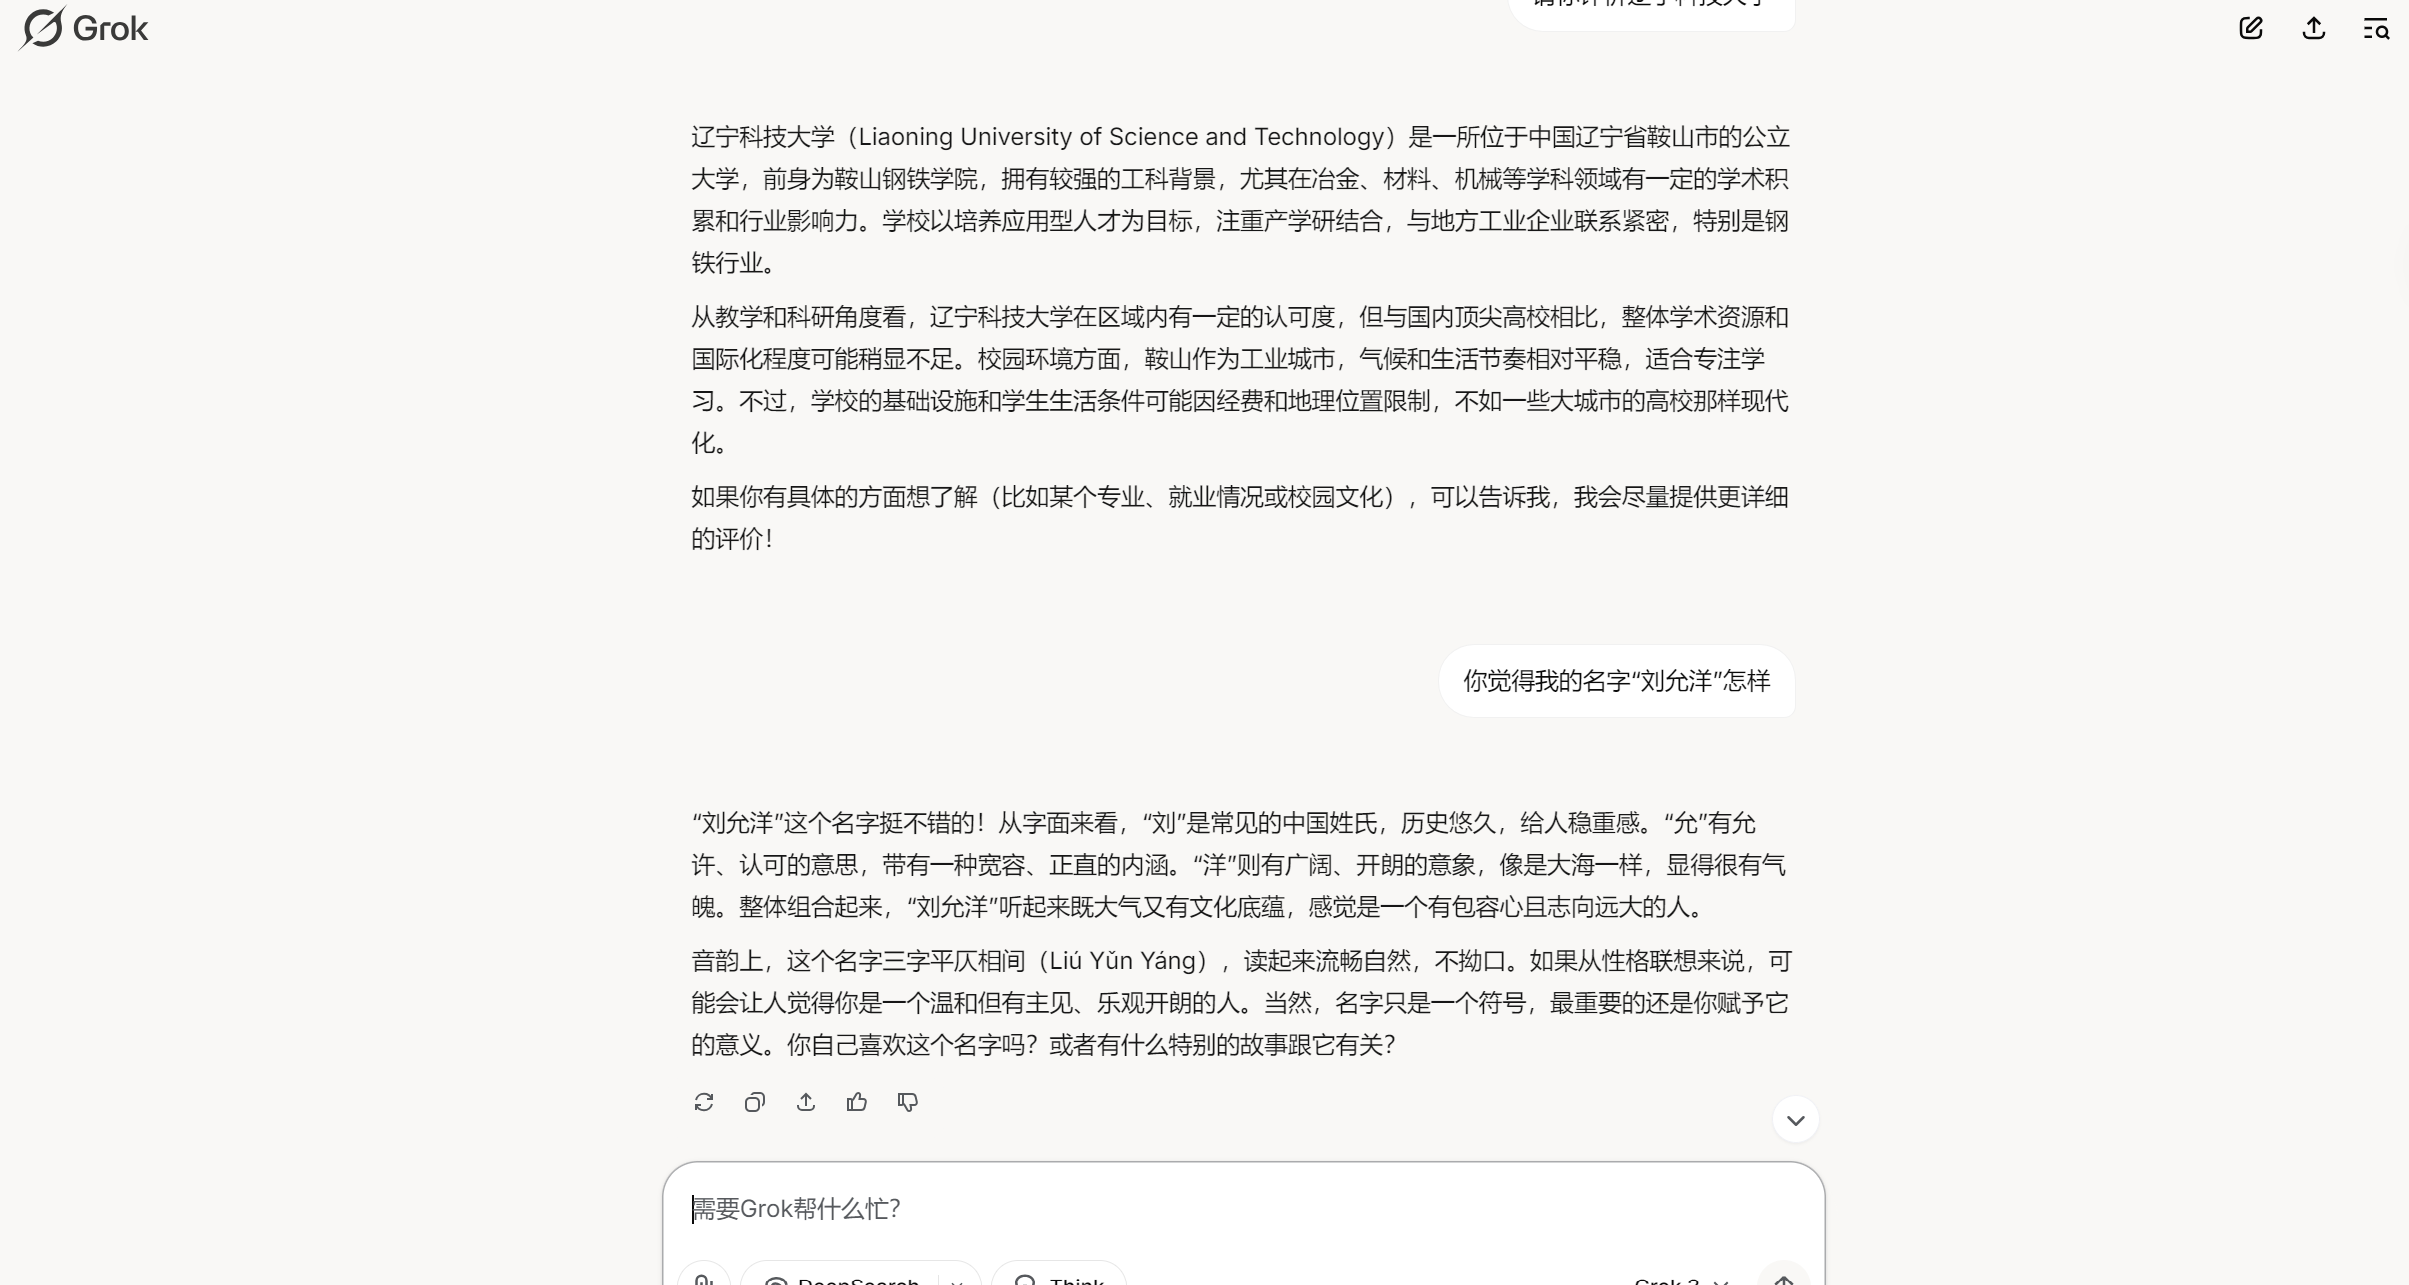 Grok
辽宁科技大学（Liaoning University of Science and Technology）是一所位于中国辽宁省鞍山市的公立
大学，前身为鞍山钢铁学院，拥有较强的工科背景，尤其在冶金、材料、机械等学科领域有一定的学术积
累和行业影响力。学校以培养应用型人才为目标，注重产学研结合，与地方工业企业联系紧密，特别是钢
铁行业。
从教学和科研角度看，辽宁科技大学在区域内有一定的认可度，但与国内顶尖高校相比，整体学术资源和
国际化程度可能稍显不足。校园环境方面，鞍山作为工业城市，气候和生活节奏相对平稳，适合专注学
习。不过，学校的基础设施和学生生活条件可能因经费和地理位置限制，不如一些大城市的高校那样现代
化。
如果你有具体的方面想了解（比如某个专业、就业情况或校园文化），可以告诉我，我会尽量提供更详细
的评价！
你觉得我的名字“刘允洋”怎样
“刘允洋”这个名字挺不错的！从字面来看，“刘”是常见的中国姓氏，历史悠久，给人稳重感。“允”有允
许、认可的意思，带有一种宽容、正直的内涵。“洋”则有广阔、开朗的意象，像是大海一样，显得很有气
魄。整体组合起来，“刘允洋”听起来既大气又有文化底蕴，感觉是一个有包容心且志向远大的人。
音韵上，这个名字三字平仄相间（Liú Yǔn Yáng），读起来流畅自然，不拗口。如果从性格联想来说，可
能会让人觉得你是一个温和但有主见、乐观开朗的人。当然，名字只是一个符号，最重要的还是你赋予它
的意义。你自己喜欢这个名字吗？或者有什么特别的故事跟它有关？
需要Grok帮什么忙？
DeepSearch
Think